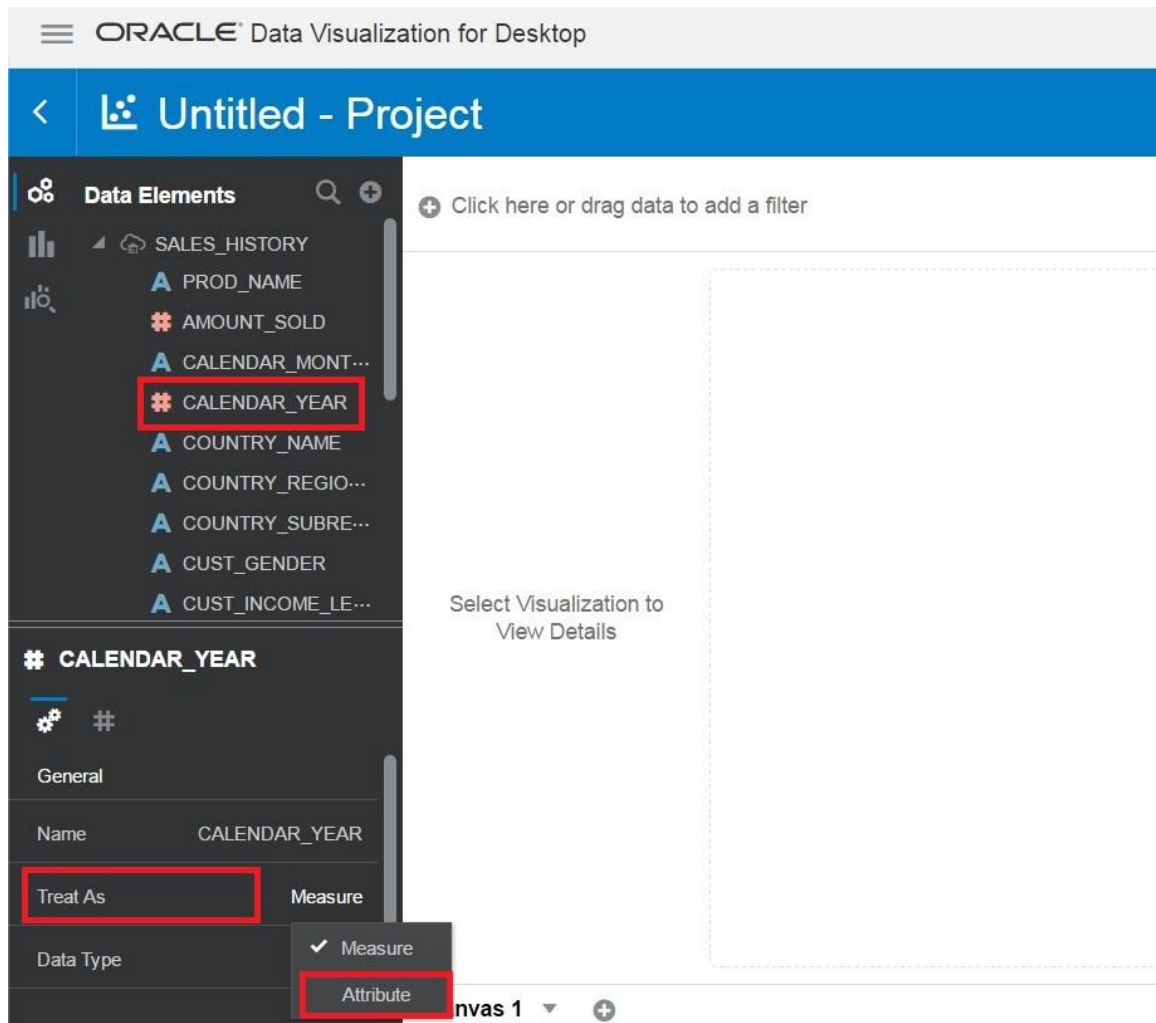 ORACLE Data Visualization for Desktop
Untitled - Project
Data Elements
Click here or drag data to add a filter
SALES_HISTORY
A PROD_NAME
# AMOUNT_SOLD
A CALENDAR_MONT...
# CALENDAR_YEAR
A COUNTRY_NAME
A COUNTRY_REGIO...
A COUNTRY_SUBRE...
A CUST_GENDER
A CUST_INCOME_LE...
Select Visualization to
View Details
# CALENDAR_YEAR
#
General
Name CALENDAR_YEAR
Treat As Measure
Data Type
✓ Measure
Attribute
nvas 1